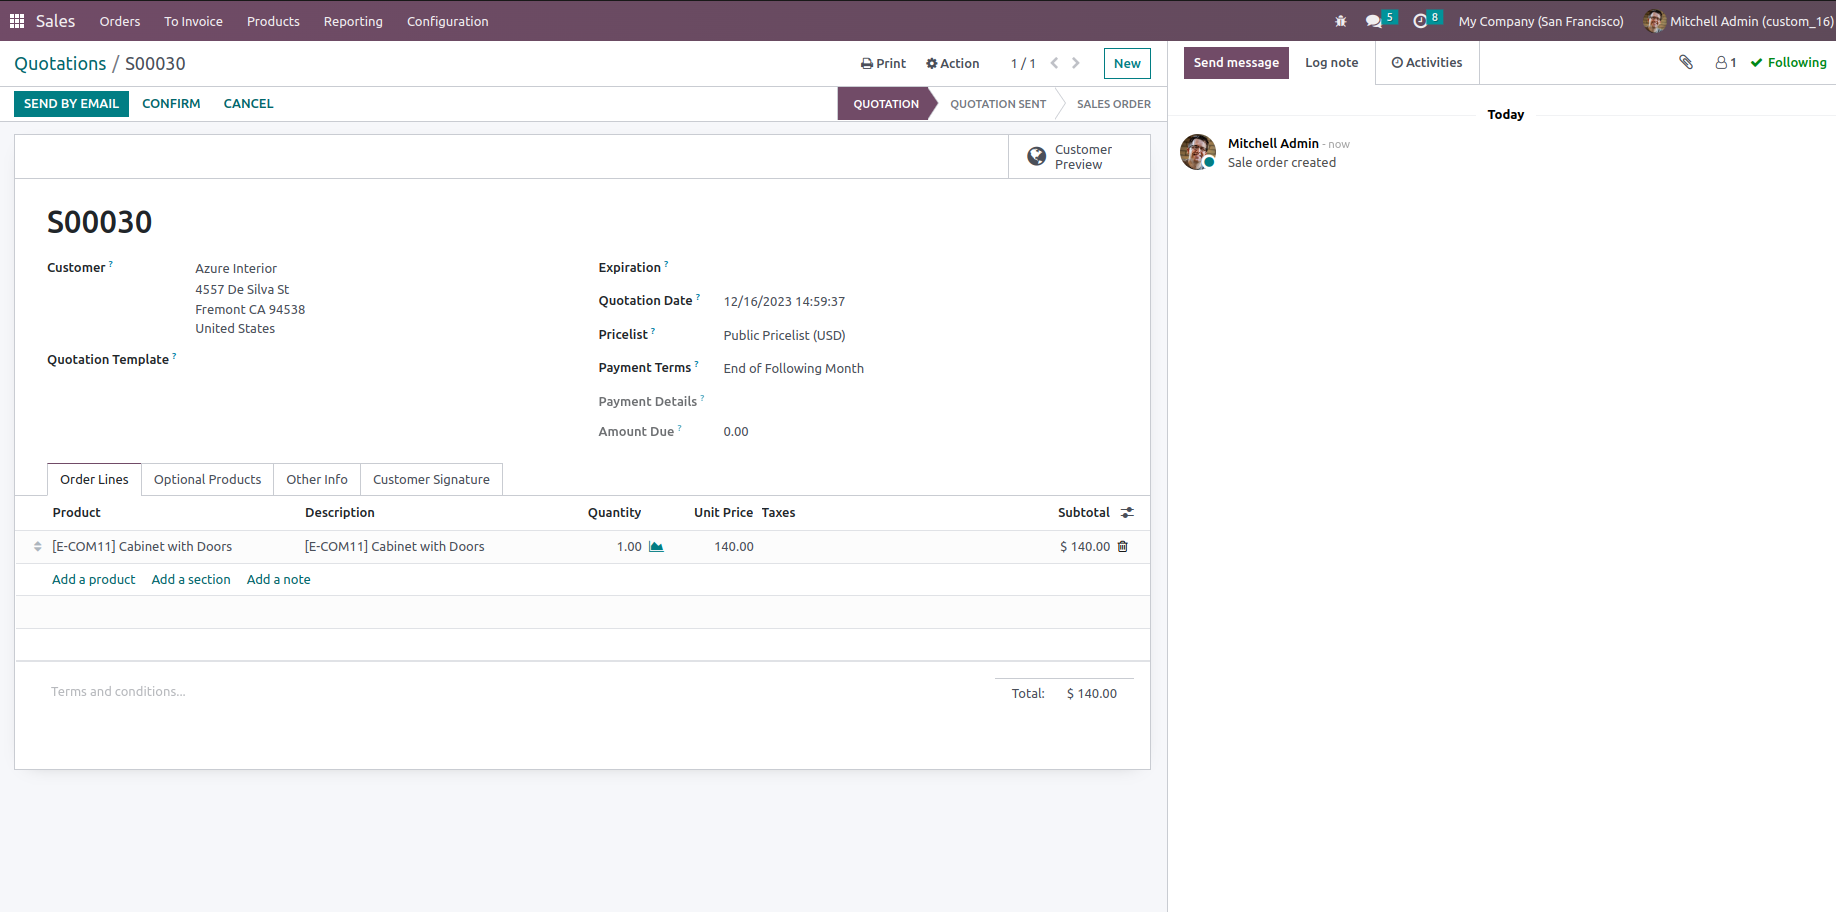 Sales Orders To Invoice Products Reporting Configuration 5 8 My Company (San Francisco) Mitchell Admin (custom_16)
Quotations / S00030 Print Action 1 / 1 New
SEND BY EMAIL CONFIRM CANCEL QUOTATION QUOTATION SENT SALES ORDER
Customer
Preview
S00030
Customer ?
Azure Interior
4557 De Silva St
Fremont CA 94538
United States
Quotation Template ?
Expiration ?
Quotation Date ? 12/16/2023 14:59:37
Pricelist ? Public Pricelist (USD)
Payment Terms ? End of Following Month
Payment Details ?
Amount Due ? 0.00
Order Lines Optional Products Other Info Customer Signature
Product Description Quantity Unit Price Taxes Subtotal
[E-COM11] Cabinet with Doors [E-COM11] Cabinet with Doors 1.00 140.00 $ 140.00
Add a product Add a section Add a note
Terms and conditions...
Total: $ 140.00
Send message Log note Activities 1 Following
Today
Mitchell Admin - now
Sale order created